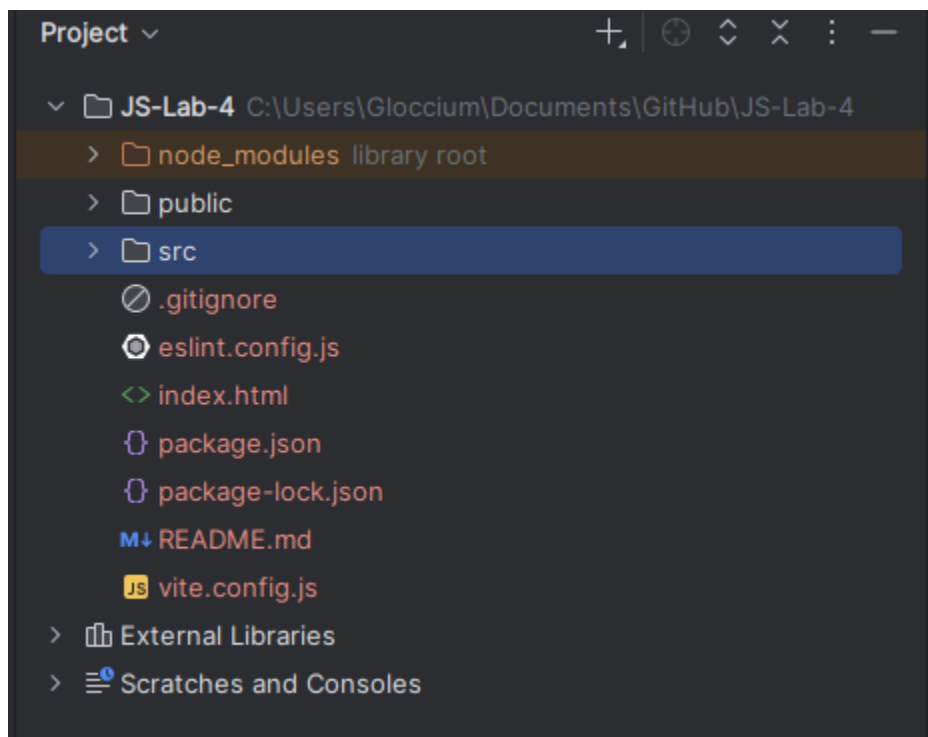 Project
JS-Lab-4 C:\Users\Gloccium\Documents\GitHub\JS-Lab-4
node_modules library root
public
src
.gitignore
eslint.config.js
<> index.html
{} package.json
{} package-lock.json
M↓ README.md
JS vite.config.js
External Libraries
Scratches and Consoles